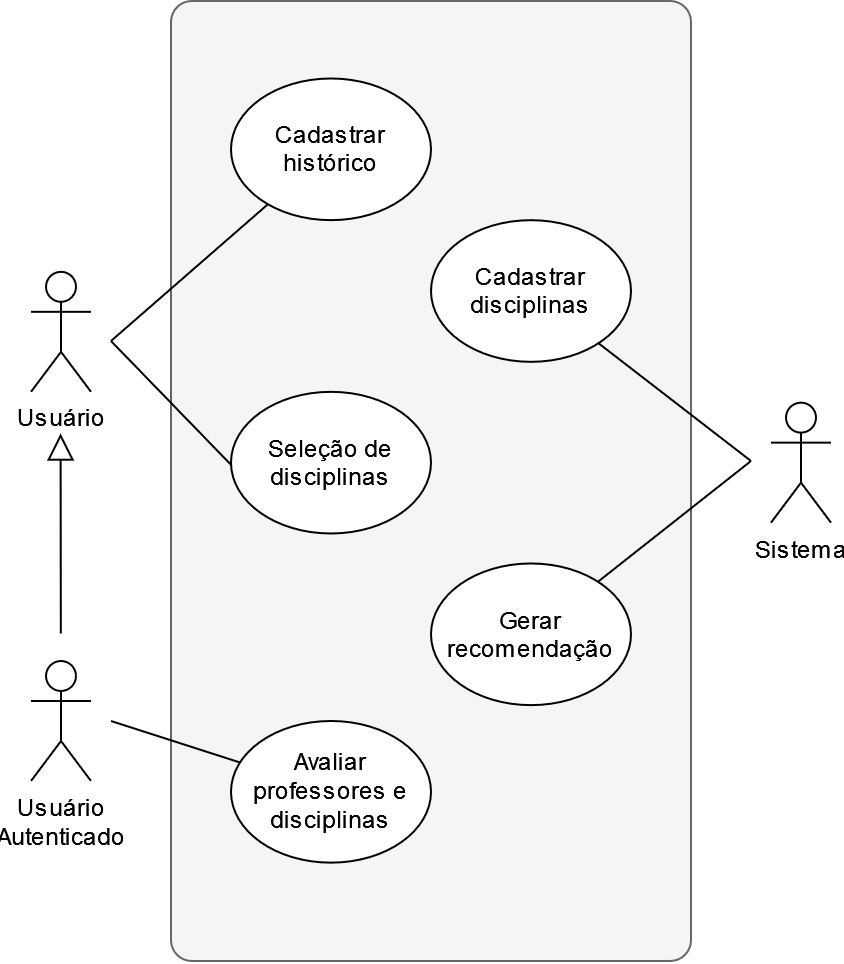 Cadastrar
histórico
Cadastrar
disciplinas
Usuário
Seleção de
disciplinas
Sistema
Gerar
recomendação
Avaliar
professores e
disciplinas
Usuário
Autenticado